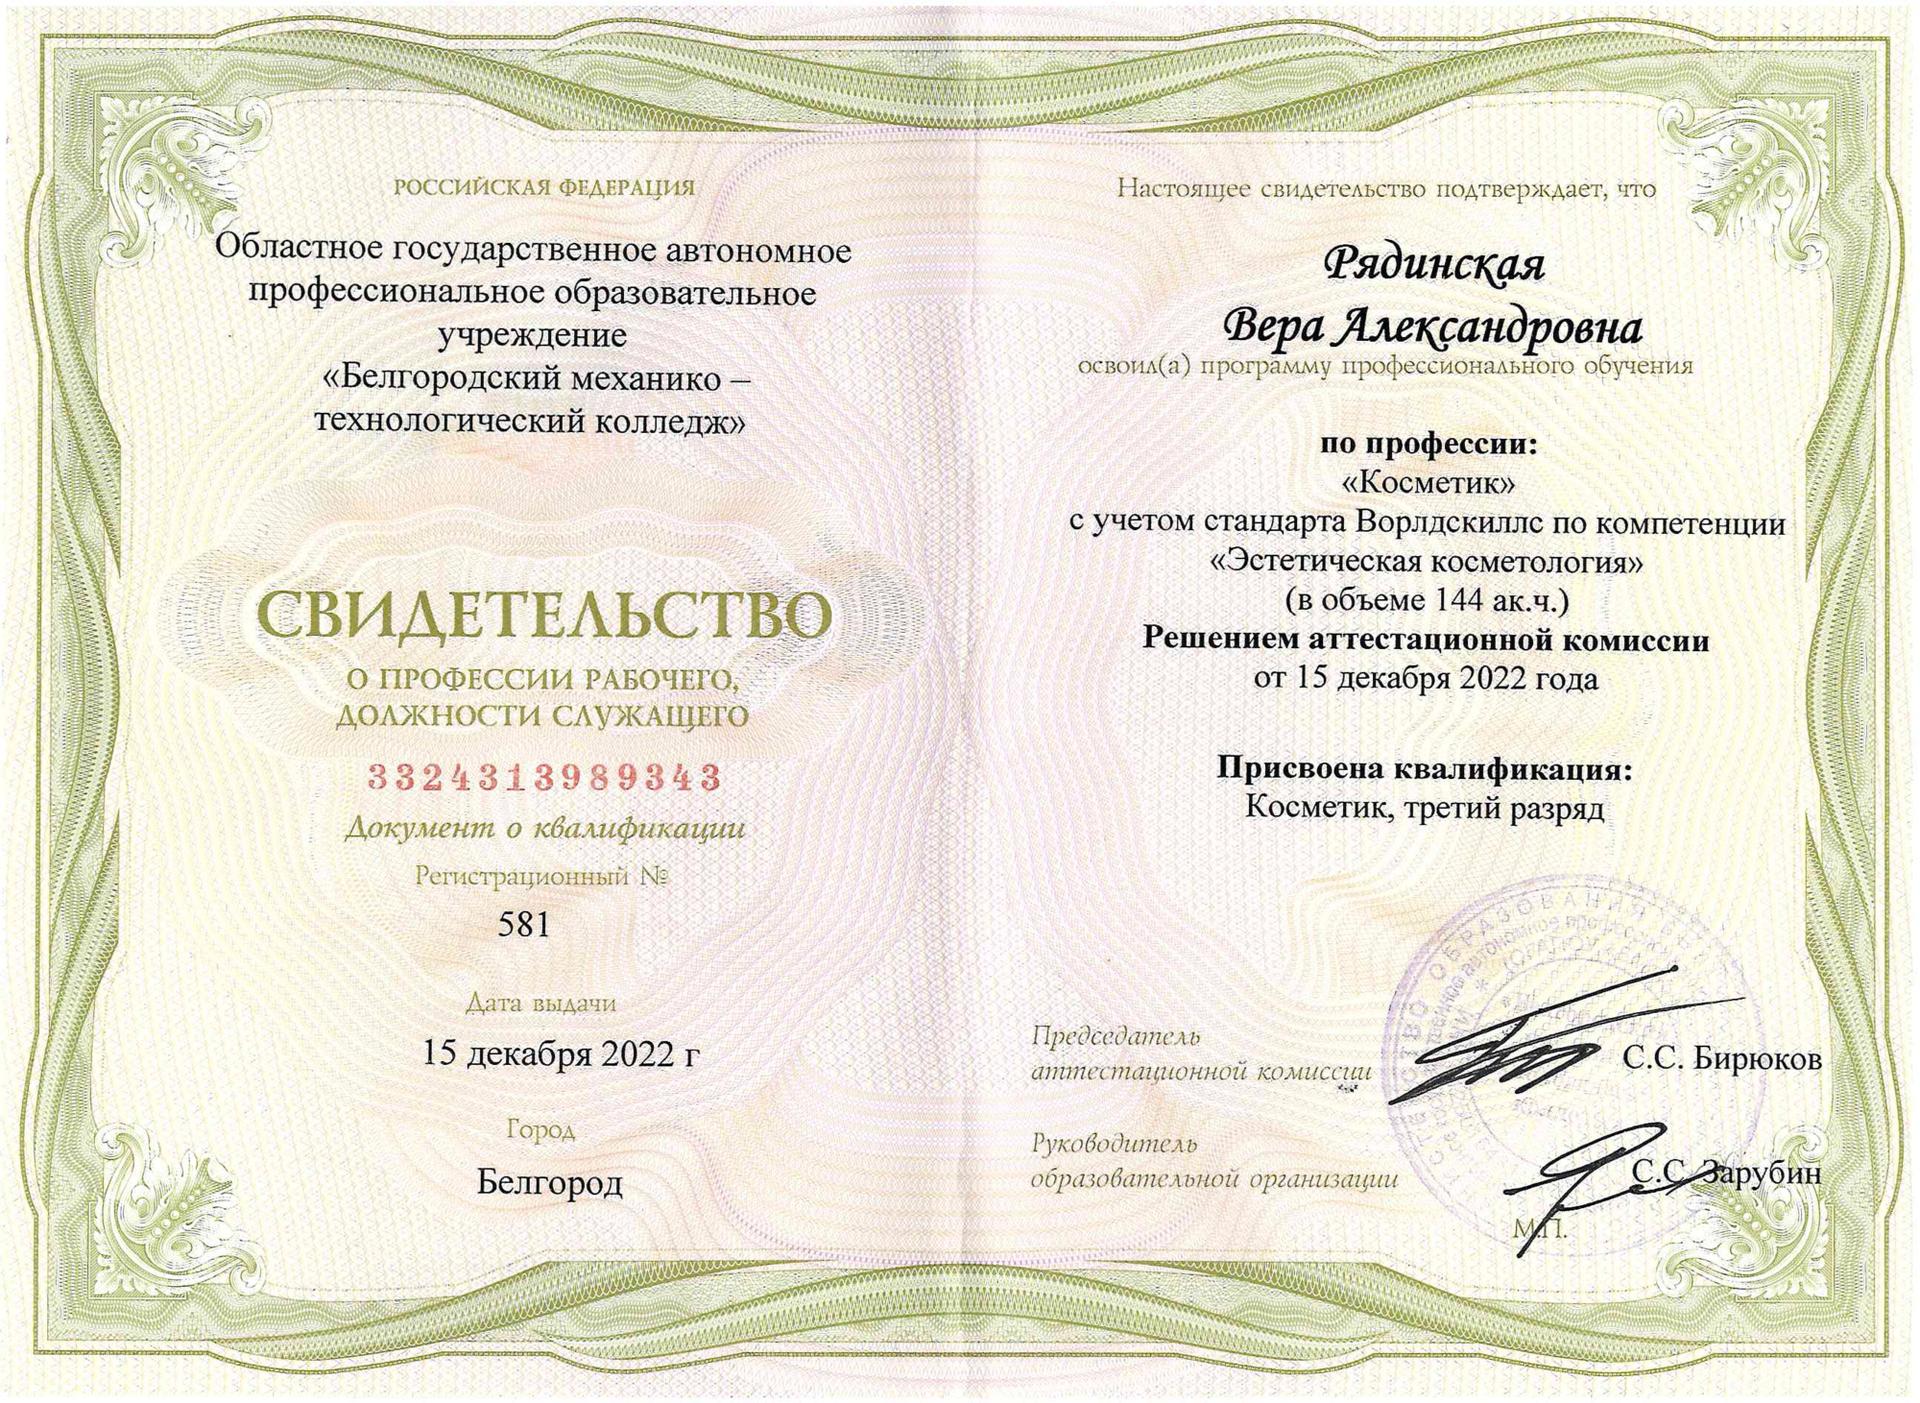 РОССИЙСКАЯ ФЕДЕРАЦИЯ
Областное государственное автономное
профессиональное образовательное
учреждение
«Белгородский механико –
технологический колледж»
СВИДЕТЕЛЬСТВО
О ПРОФЕССИИ РАБОЧЕГО,
ДОЛЖНОСТИ СЛУЖАЩЕГО
3324313989343
Документ о квалификации
Регистрационный №
581
Дата выдачи
15 декабря 2022 г
Город
Белгород
Настоящее свидетельство подтверждает, что
Рядинская
Вера Александровна
освоил(а) программу профессионального обучения
по профессии:
«Косметик»
с учетом стандарта Ворлдскиллс по компетенции
«Эстетическая косметология»
(в объеме 144 ак.ч.)
Решением аттестационной комиссии
от 15 декабря 2022 года
Присвоена квалификация:
Косметик, третий разряд
Председатель
аттестационной комиссии
С.С. Бирюков
Руководитель
образовательной организации
С.С. Зарубин
М.П.